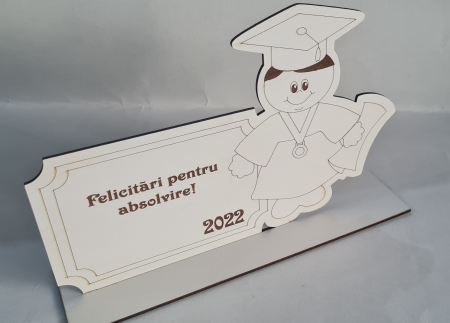 Felicitări pentru
absolvire!
2022